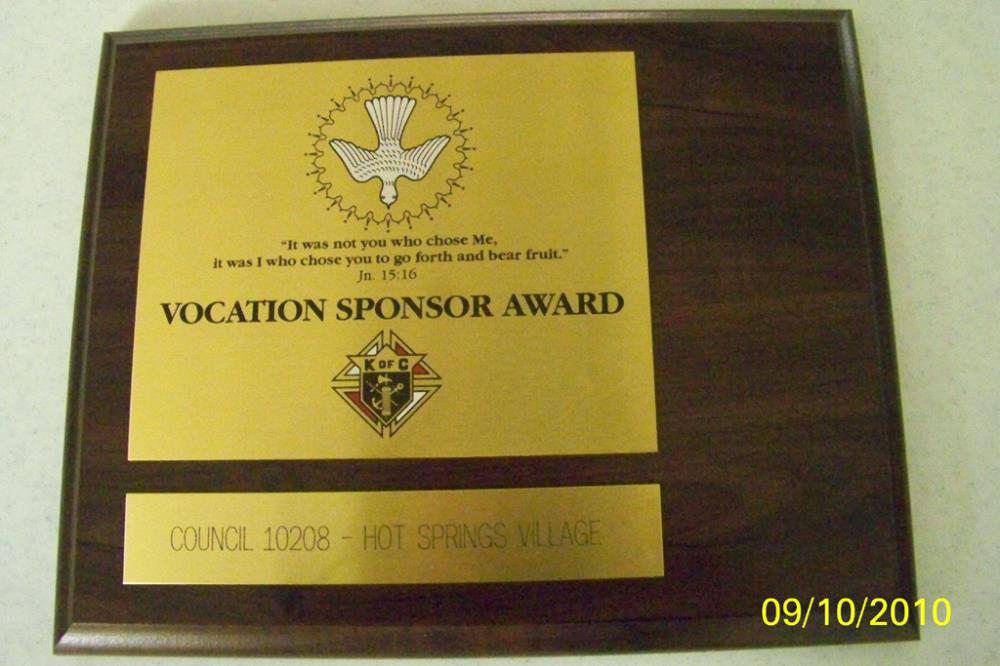 “It was not you who chose Me,
it was I who chose you to go forth and bear fruit.”
Jn. 15:16
VOCATION SPONSOR AWARD
K OF C
COUNCIL 10208 - HOT SPRINGS VILLAGE
09/10/2010